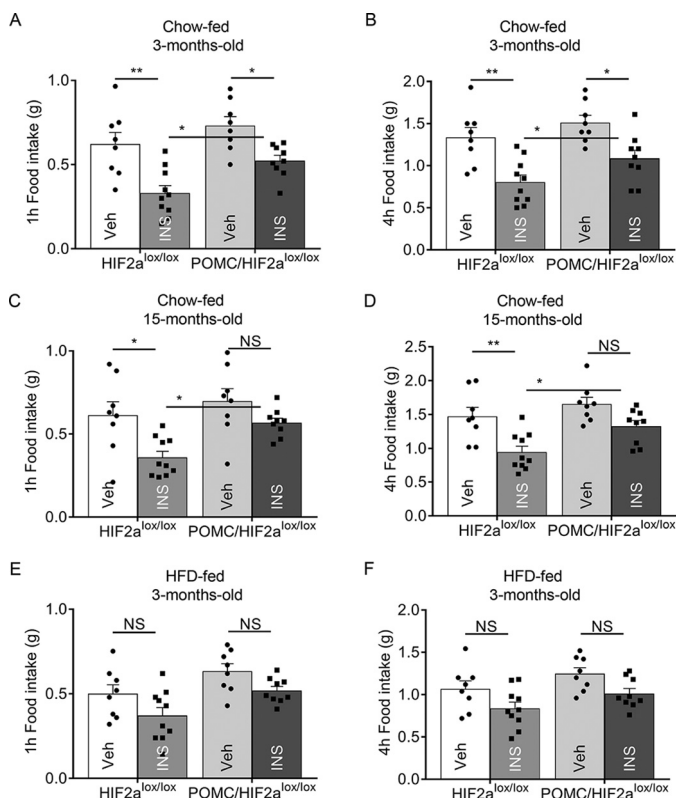 A
Chow-fed
3-months-old
1h Food intake (g)
1.0
0.5
0.0
**
*
*
Veh
INS
Veh
INS
HIF2a^lox/lox
POMC/HIF2a^lox/lox
B
Chow-fed
3-months-old
4h Food intake (g)
2.0
1.5
1.0
0.5
0.0
**
*
*
Veh
INS
Veh
INS
HIF2a^lox/lox
POMC/HIF2a^lox/lox
C
Chow-fed
15-months-old
1h Food intake (g)
1.0
0.5
0.0
*
NS
*
Veh
INS
Veh
INS
HIF2a^lox/lox
POMC/HIF2a^lox/lox
D
Chow-fed
15-months-old
4h Food intake (g)
2.5
2.0
1.5
1.0
0.5
0.0
**
NS
*
Veh
INS
Veh
INS
HIF2a^lox/lox
POMC/HIF2a^lox/lox
E
HFD-fed
3-months-old
1h Food intake (g)
1.0
0.5
0.0
NS
NS
Veh
INS
Veh
INS
HIF2a^lox/lox
POMC/HIF2a^lox/lox
F
HFD-fed
3-months-old
4h Food intake (g)
2.0
1.5
1.0
0.5
0.0
NS
NS
Veh
INS
Veh
INS
HIF2a^lox/lox
POMC/HIF2a^lox/lox